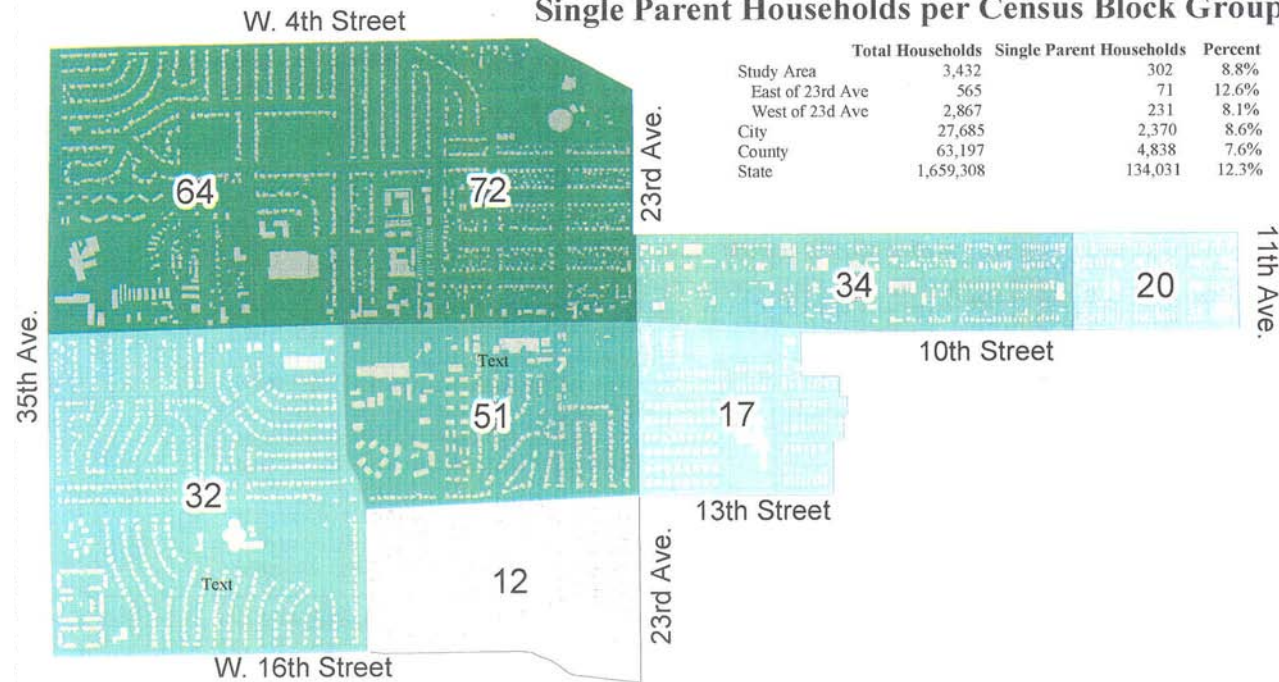 Single Parent Households per Census Block Group
W. 4th Street
Total Households Single Parent Households Percent
Study Area 3,432 302 8.8%
East of 23rd Ave 565 71 12.6%
West of 23d Ave 2,867 231 8.1%
City 27,685 2,370 8.6%
County 63,197 4,838 7.6%
State 1,659,308 134,031 12.3%
23rd Ave.
64
72
34
20
11th Ave.
35th Ave.
10th Street
Text
51
17
32
13th Street
Text
12
23rd Ave.
W. 16th Street